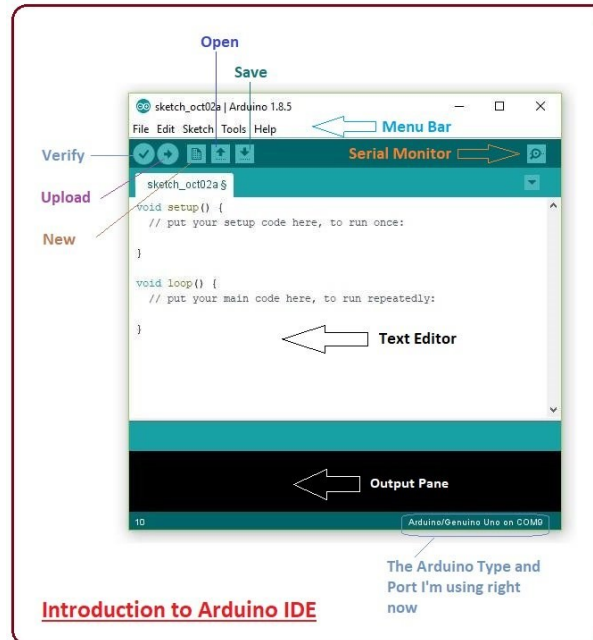 Open
Save
sketch_oct02a | Arduino 1.8.5
File Edit Sketch Tools Help
Menu Bar
Verify
Serial Monitor
Upload
sketch_oct02a §
New
void setup() {
// put your setup code here, to run once:
}
void loop() {
// put your main code here, to run repeatedly:
}
Text Editor
Output Pane
10
Arduino/Genuino Uno on COM9
The Arduino Type and
Port I'm using right
now
Introduction to Arduino IDE